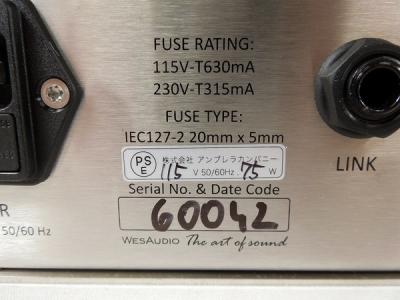 FUSE RATING:
115V-T630mA
230V-T315mA
FUSE TYPE:
IEC127-2 20mm x 5mm
PS
E
株式会社 アンブレラカンパニー
115 V 50/60Hz 75 W
LINK
Serial No. & Date Code
60042
R
50/60 Hz
WESAUDIO The art of sound